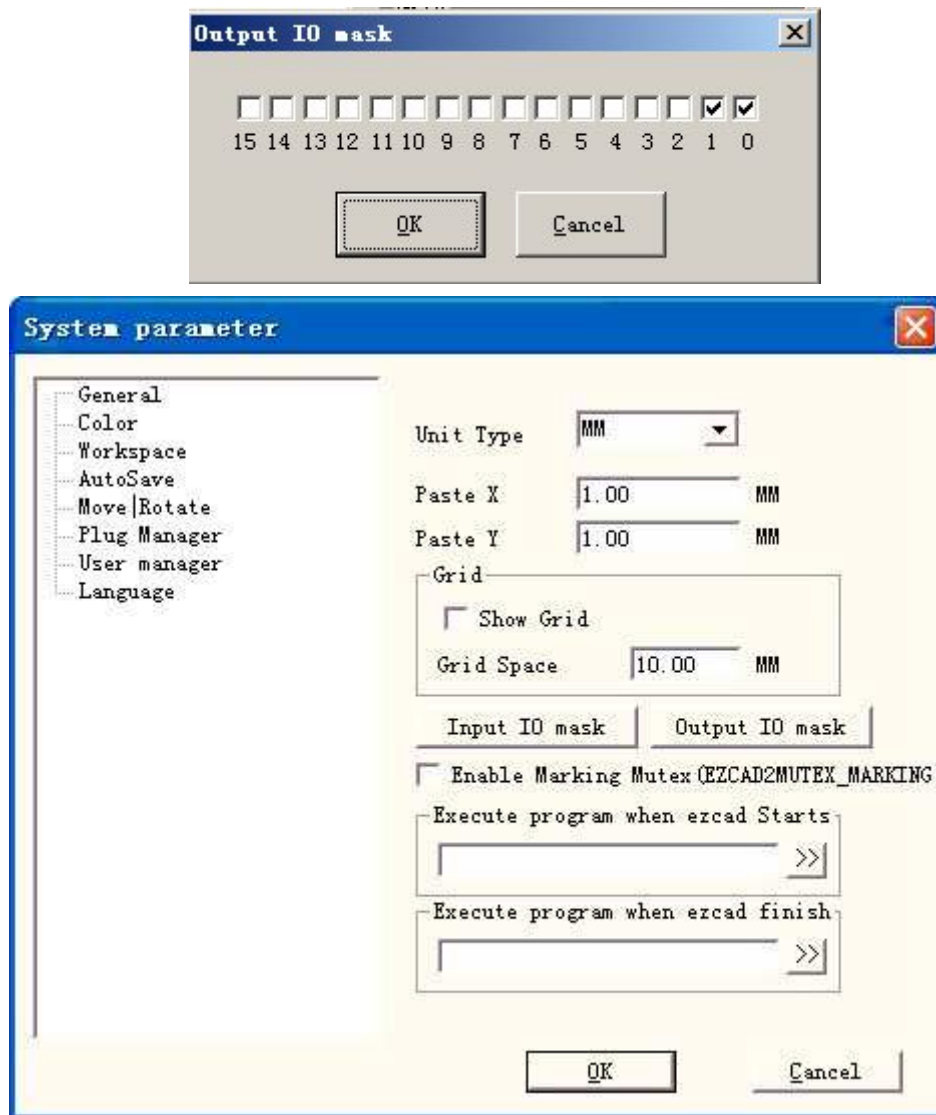 Output IO mask
15 14 13 12 11 10 9 8 7 6 5 4 3 2 1 0
OK Cancel
System parameter
General
Color
Workspace
AutoSave
Move|Rotate
Plug Manager
User manager
Language
Unit Type MM
Paste X 1.00 MM
Paste Y 1.00 MM
Grid
Show Grid
Grid Space 10.00 MM
Input IO mask Output IO mask
Enable Marking Mutex(EZCAD2MUTEX_MARKING
Execute program when ezcad Starts
>>
Execute program when ezcad finish
>>
OK Cancel